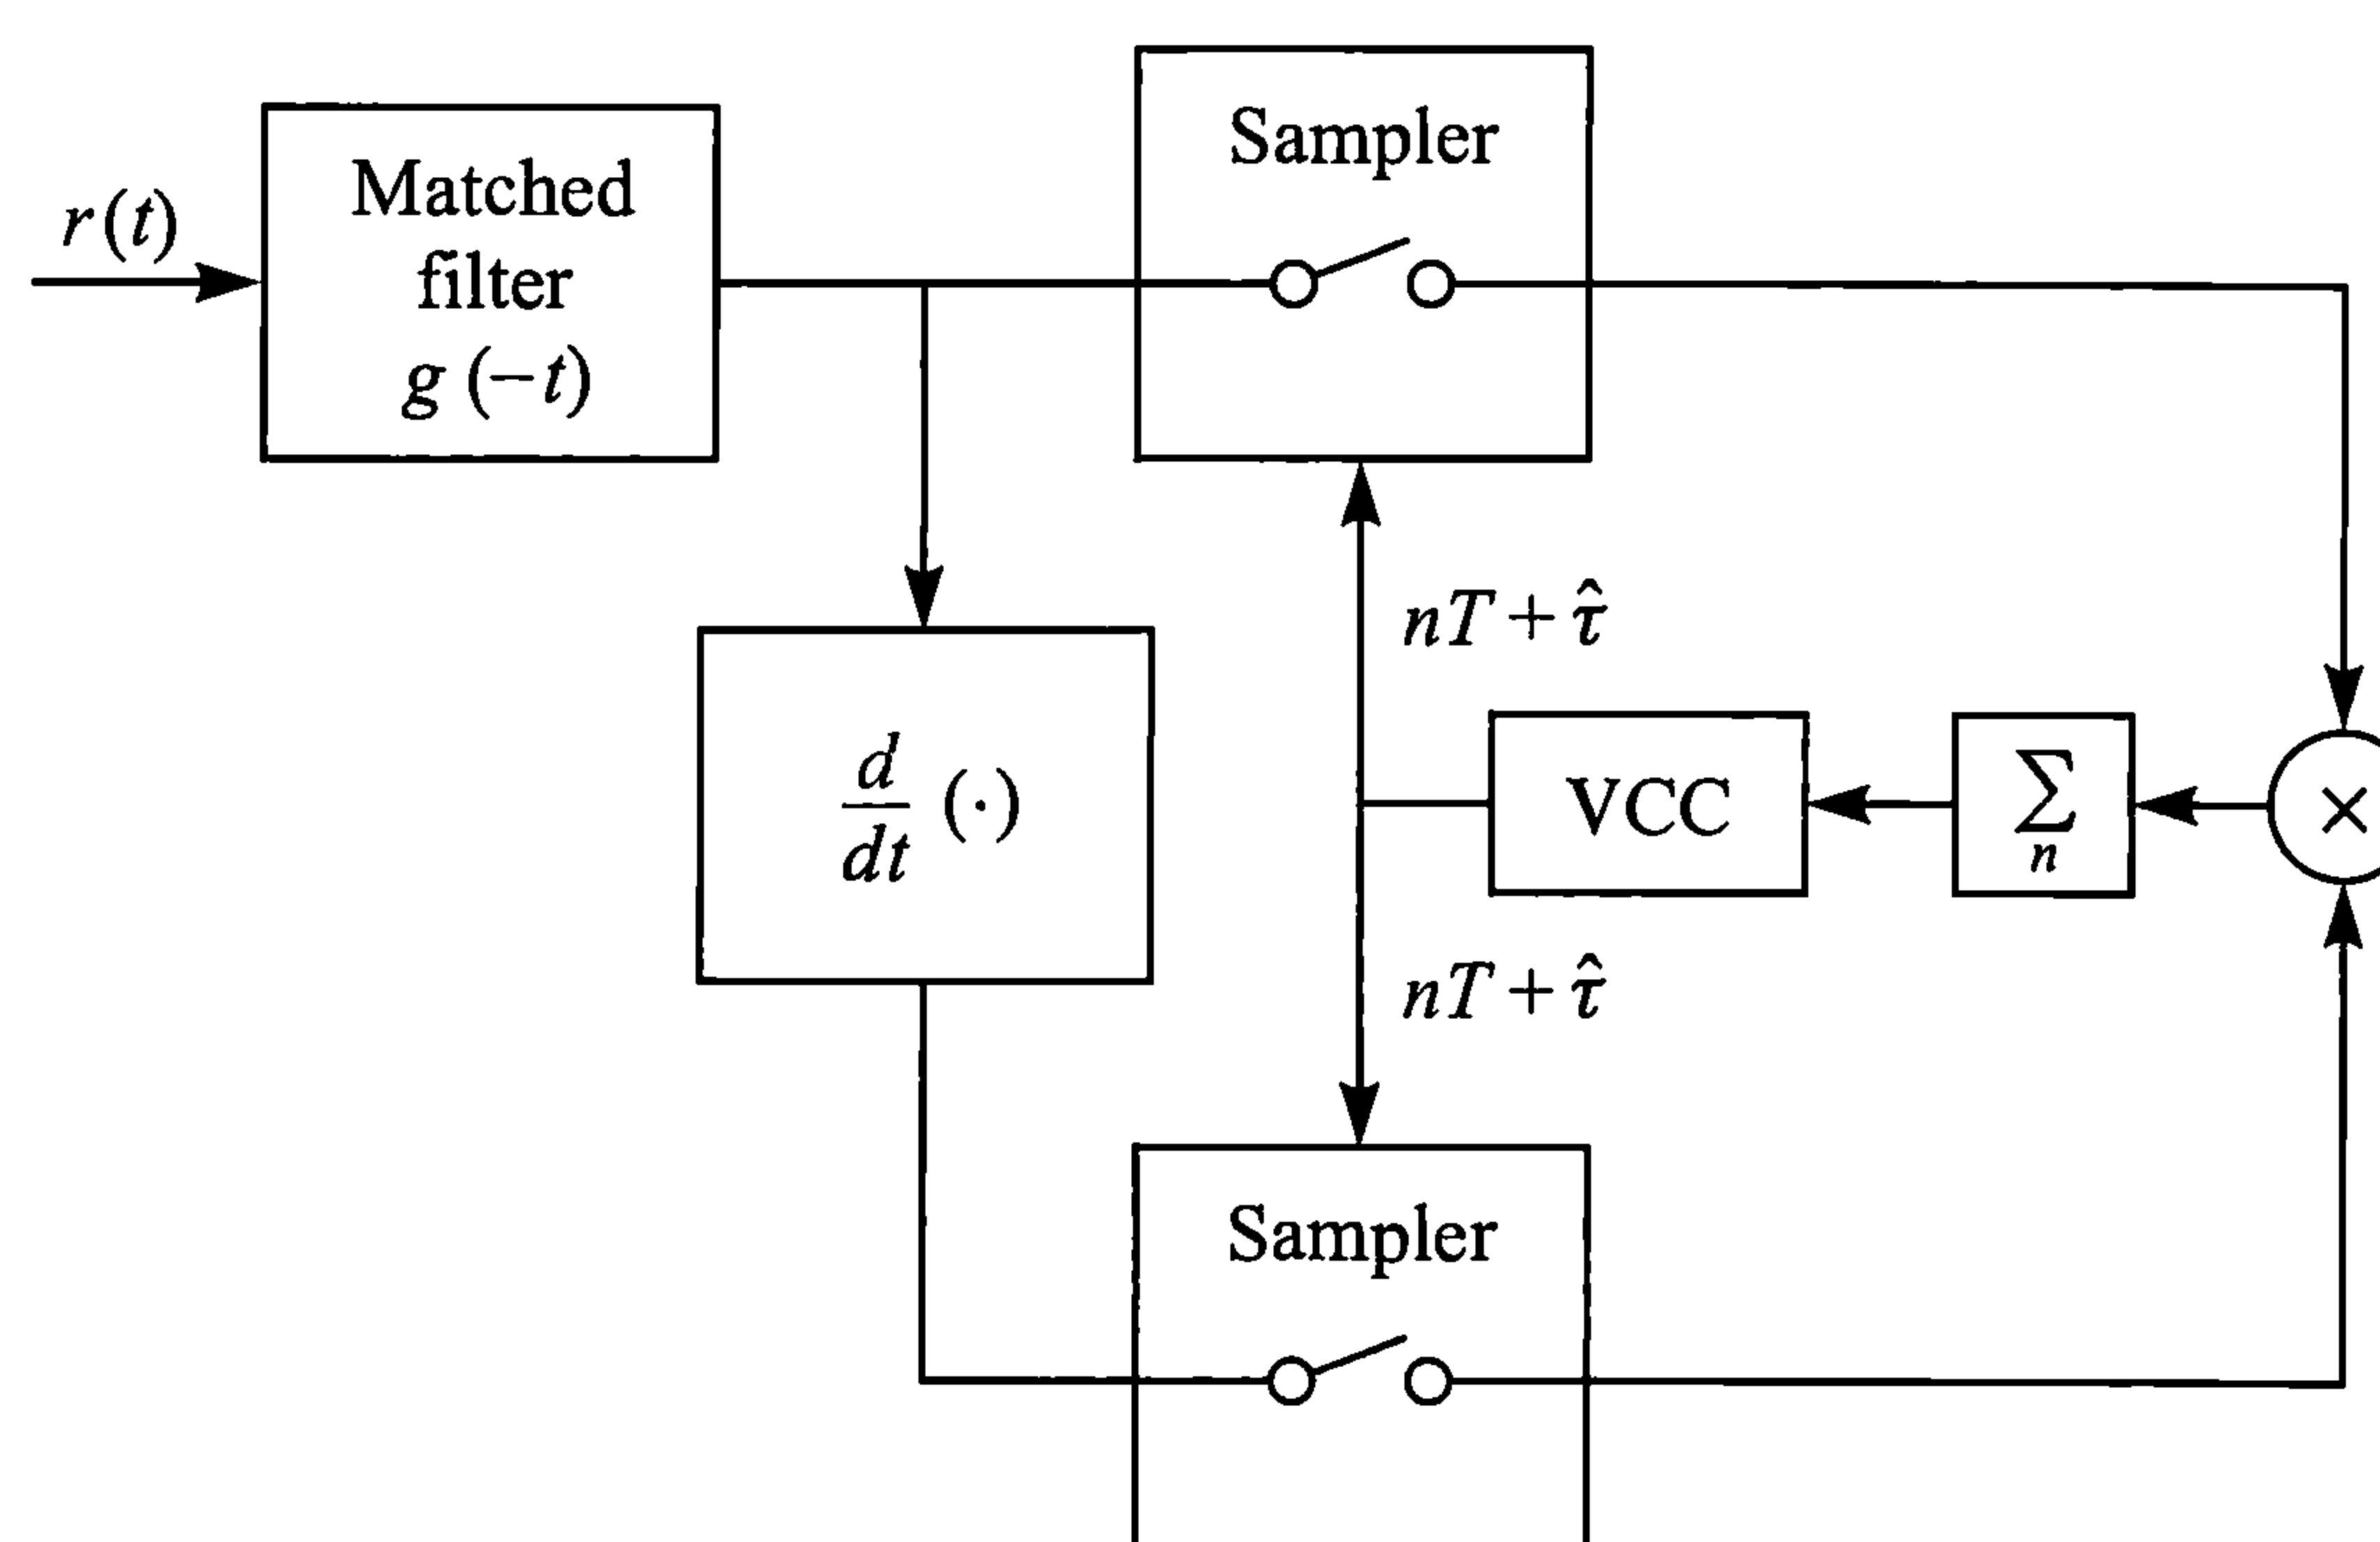 r(t)
Matched
filter
g(−t)
Sampler
nT + τ̂
d/dt (·)
VCC
Σ
n
×
nT + τ̂
Sampler